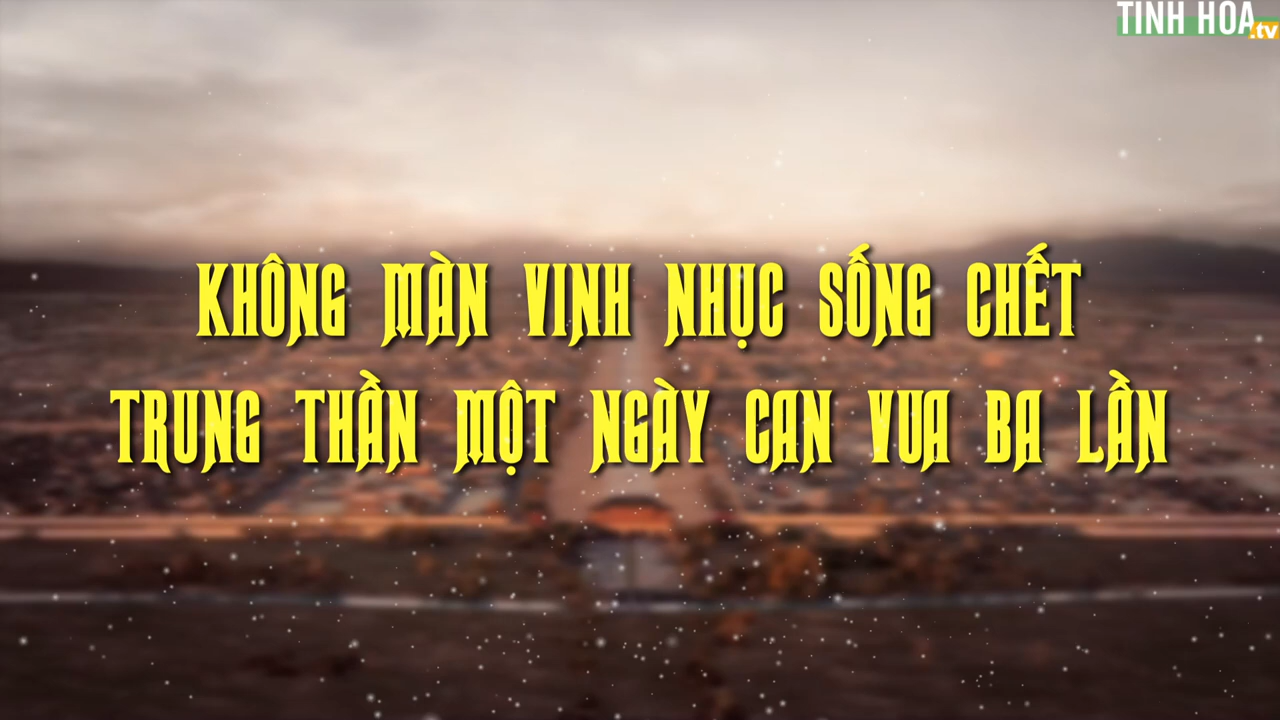 TINH HOA
.tv
KHÔNG MÀN VINH NHỤC SỐNG CHẾT
TRUNG THẦN MỘT NGÀY CAN VUA BA LẦN